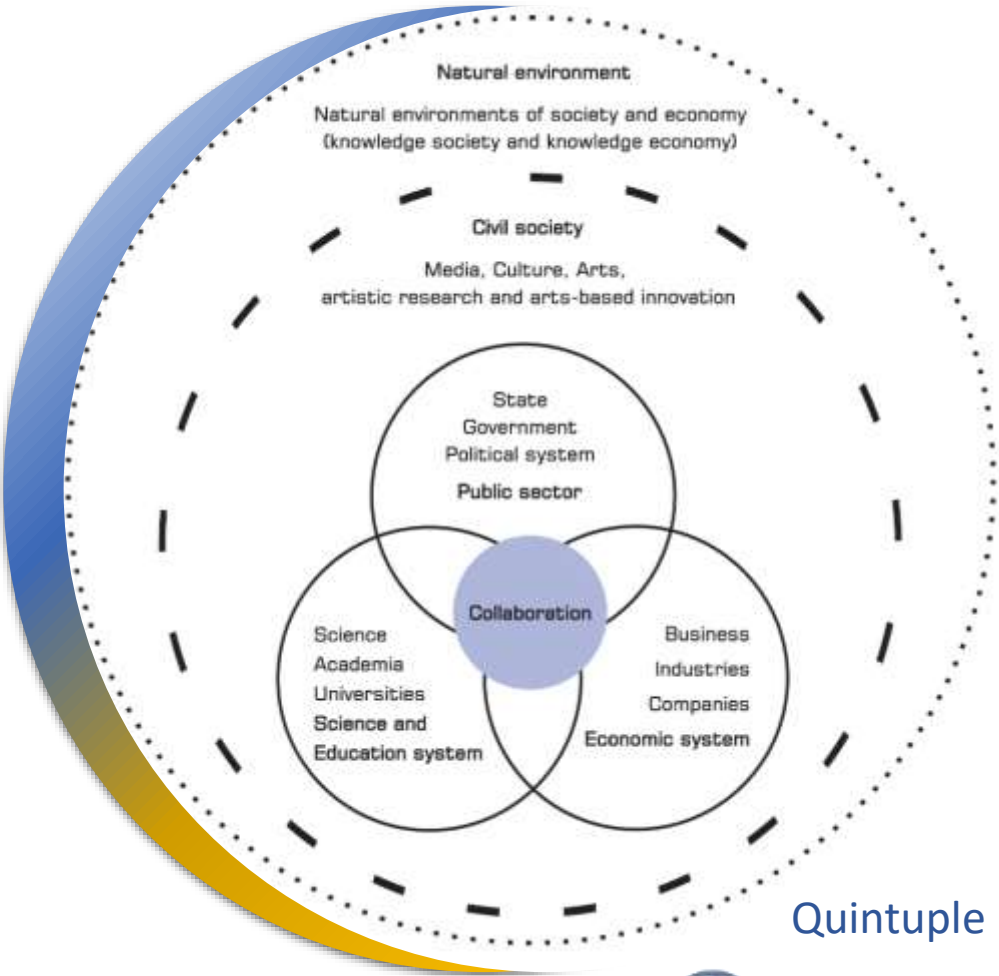 Natural environment
Natural environments of society and economy
(knowledge society and knowledge economy)
Civil society
Media, Culture, Arts,
artistic research and arts-based innovation
State
Government
Political system
Public sector
Collaboration
Science
Academia
Universities
Science and
Education system
Business
Industries
Companies
Economic system
Quintuple